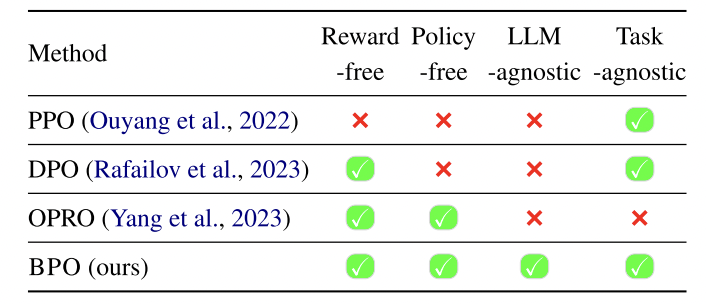 Method Reward-free Policy-free LLM-agnostic Task-agnostic
PPO (Ouyang et al., 2022) ✗ ✗ ✗ ✓
DPO (Rafailov et al., 2023) ✓ ✗ ✗ ✓
OPRO (Yang et al., 2023) ✓ ✓ ✗ ✗
BPO (ours) ✓ ✓ ✓ ✓